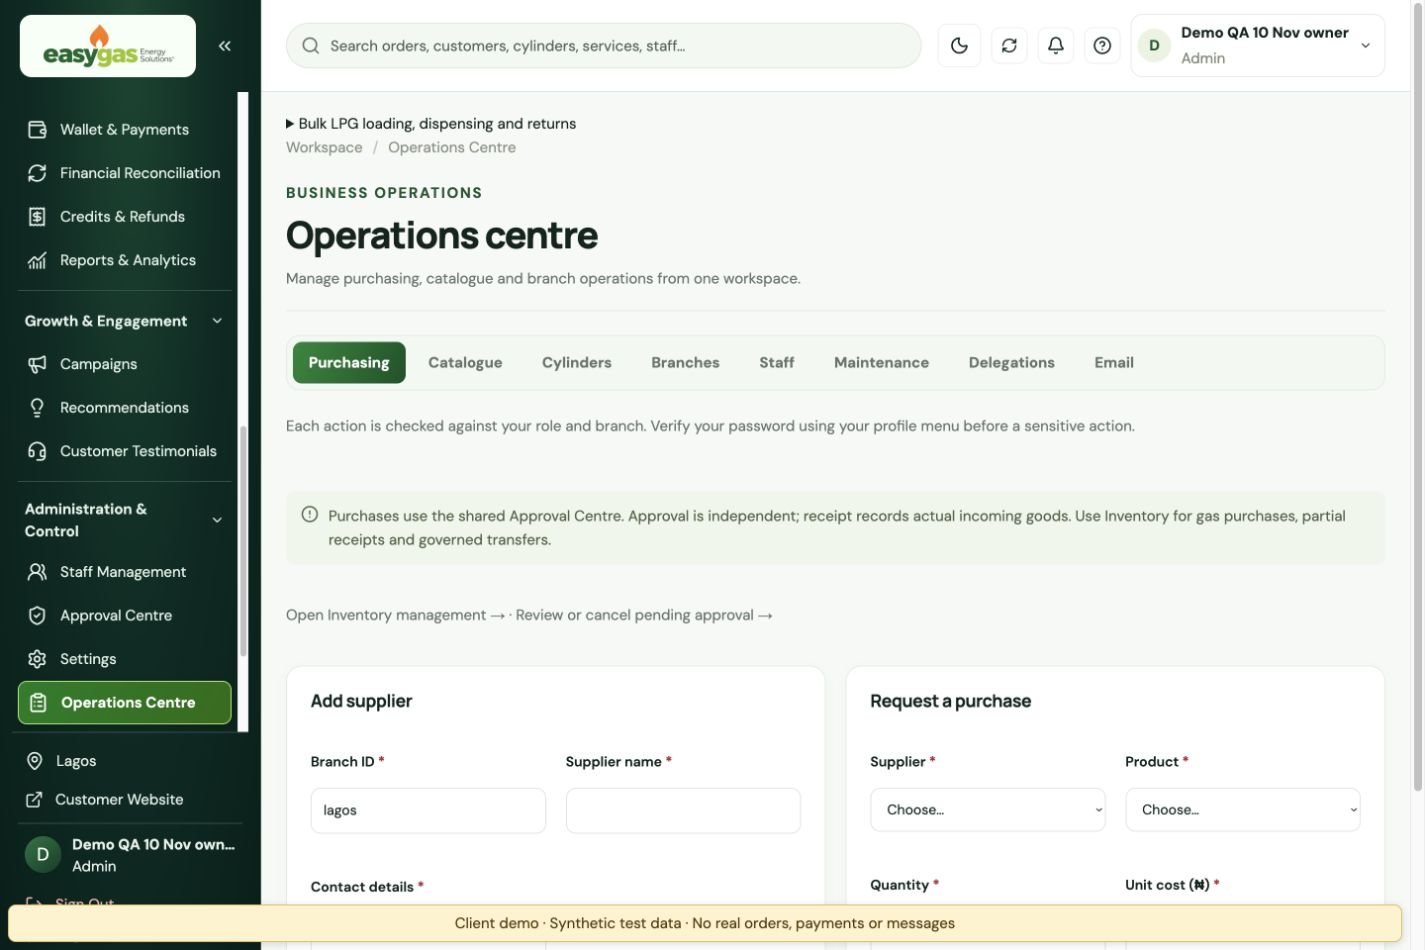 easygas Energy Solutions
Search orders, customers, cylinders, services, staff...
D
Demo QA 10 Nov owner
Admin
Wallet & Payments
Financial Reconciliation
Credits & Refunds
Reports & Analytics
Growth & Engagement
Campaigns
Recommendations
Customer Testimonials
Administration &
Control
Staff Management
Approval Centre
Settings
Operations Centre
Lagos
Customer Website
D
Demo QA 10 Nov own...
Admin
Sign Out
Bulk LPG loading, dispensing and returns
Workspace / Operations Centre
BUSINESS OPERATIONS
Operations centre
Manage purchasing, catalogue and branch operations from one workspace.
Purchasing Catalogue Cylinders Branches Staff Maintenance Delegations Email
Each action is checked against your role and branch. Verify your password using your profile menu before a sensitive action.
Purchases use the shared Approval Centre. Approval is independent; receipt records actual incoming goods. Use Inventory for gas purchases, partial
receipts and governed transfers.
Open Inventory management → · Review or cancel pending approval →
Add supplier
Branch ID * Supplier name *
lagos
Contact details *
Request a purchase
Supplier * Product *
Choose... Choose...
Quantity * Unit cost (₦) *
Client demo · Synthetic test data · No real orders, payments or messages